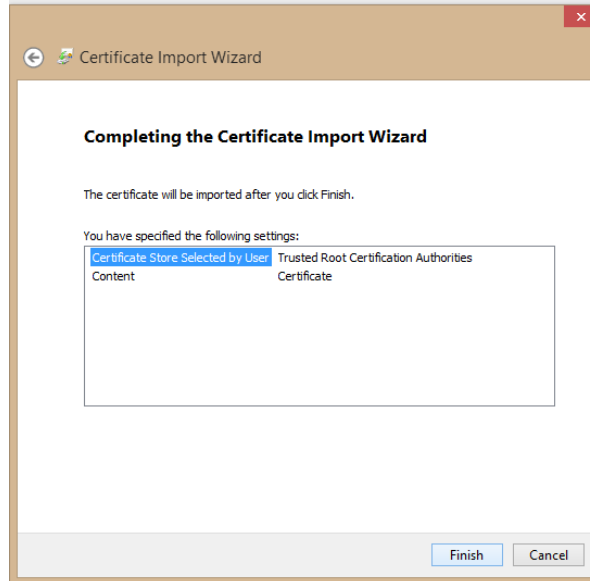 Certificate Import Wizard
Completing the Certificate Import Wizard
The certificate will be imported after you click Finish.
You have specified the following settings:
Certificate Store Selected by User Trusted Root Certification Authorities
Content Certificate
Finish Cancel